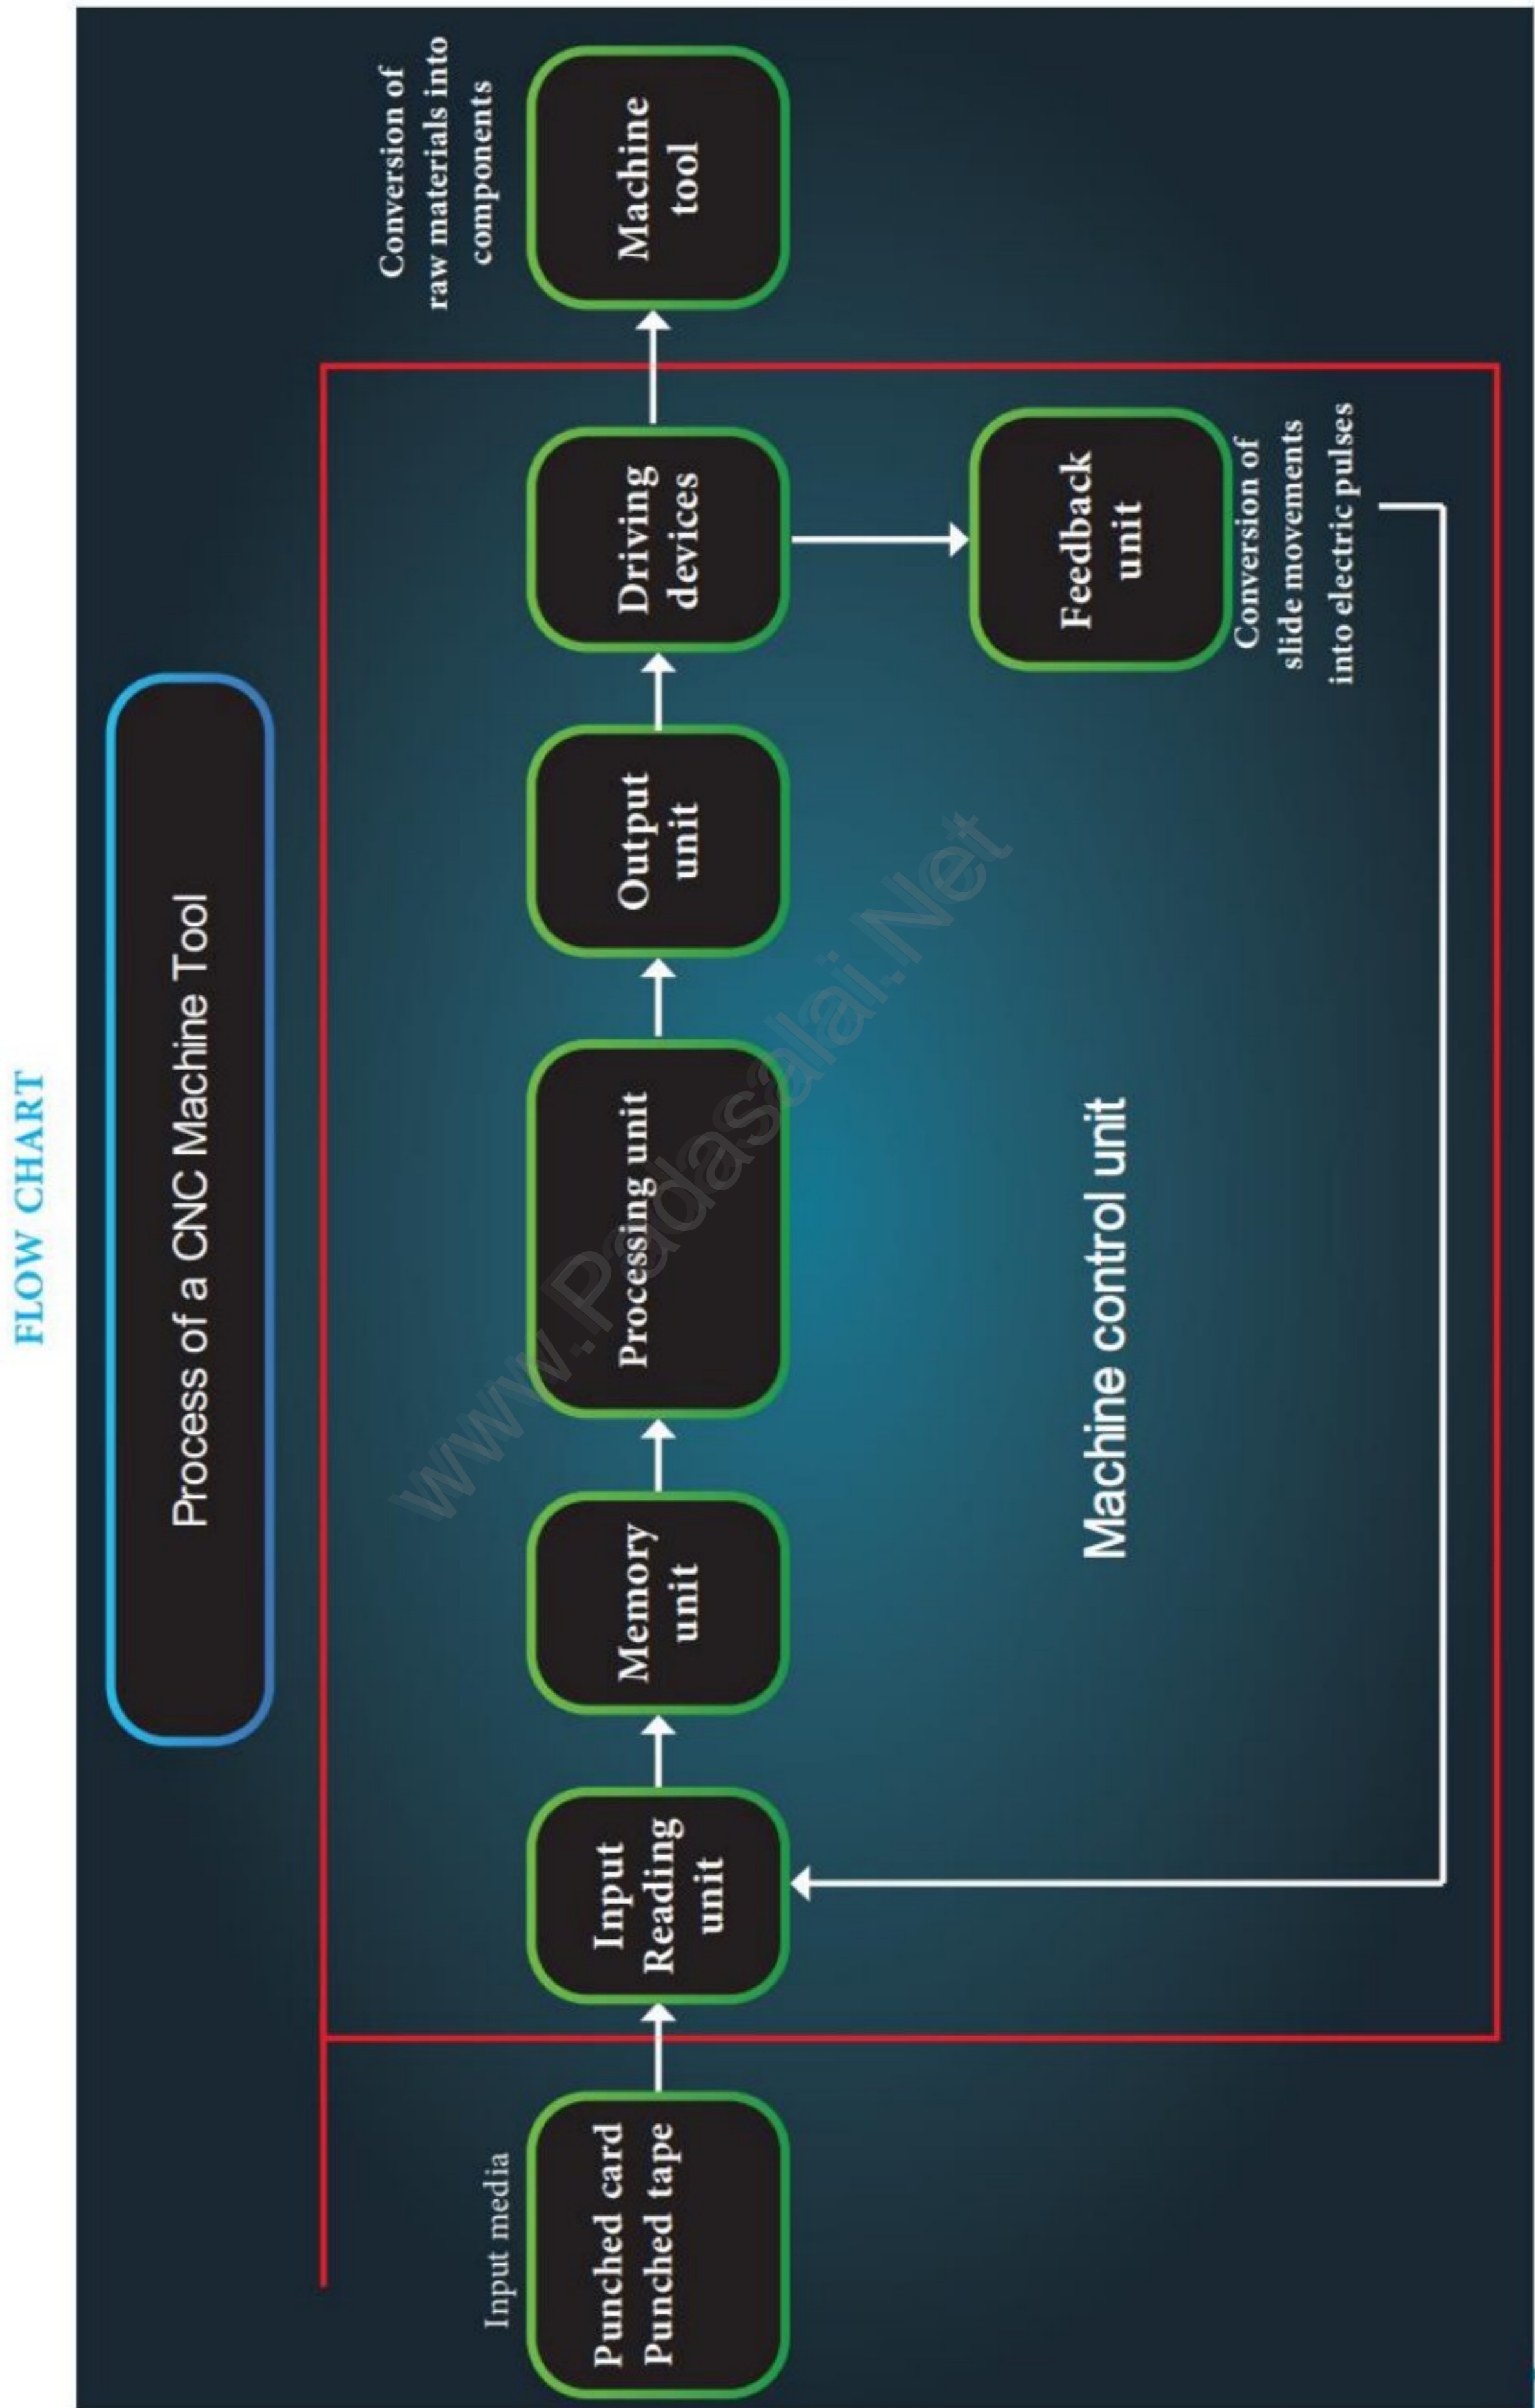 FLOW CHART
Process of a CNC Machine Tool
Input media
Punched card
Punched tape
Input
Reading
unit
Memory
unit
Processing unit
Output
unit
Driving
devices
Conversion of
raw materials into
components
Machine
tool
Feedback
unit
Conversion of
slide movements
into electric pulses
Machine control unit
www.Padasalai.Net